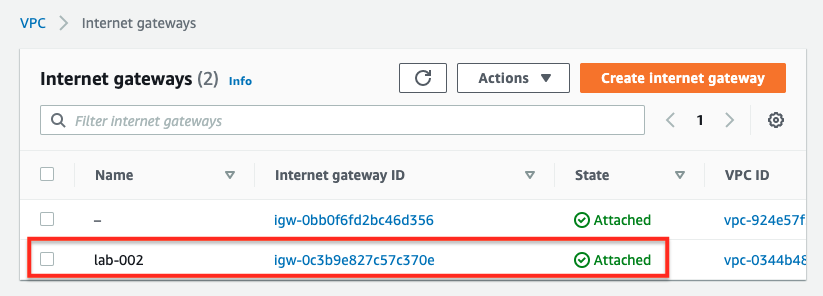 VPC > Internet gateways
Internet gateways (2) Info
Actions
Create internet gateway
Filter internet gateways
1
Name Internet gateway ID State VPC ID
– igw-0bb0f6fd2bc46d356 Attached vpc-924e57f
lab-002 igw-0c3b9e827c57c370e Attached vpc-0344b48